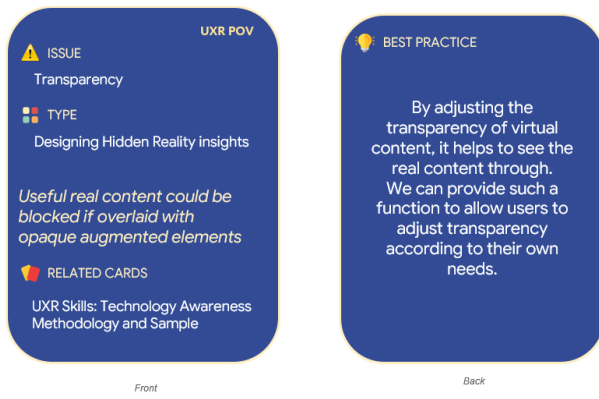 UXR POV
ISSUE
Transparency
TYPE
Designing Hidden Reality insights
Useful real content could be
blocked if overlaid with
opaque augmented elements
RELATED CARDS
UXR Skills: Technology Awareness
Methodology and Sample
Front
BEST PRACTICE
By adjusting the
transparency of virtual
content, it helps to see the
real content through.
We can provide such a
function to allow users to
adjust transparency
according to their own
needs.
Back